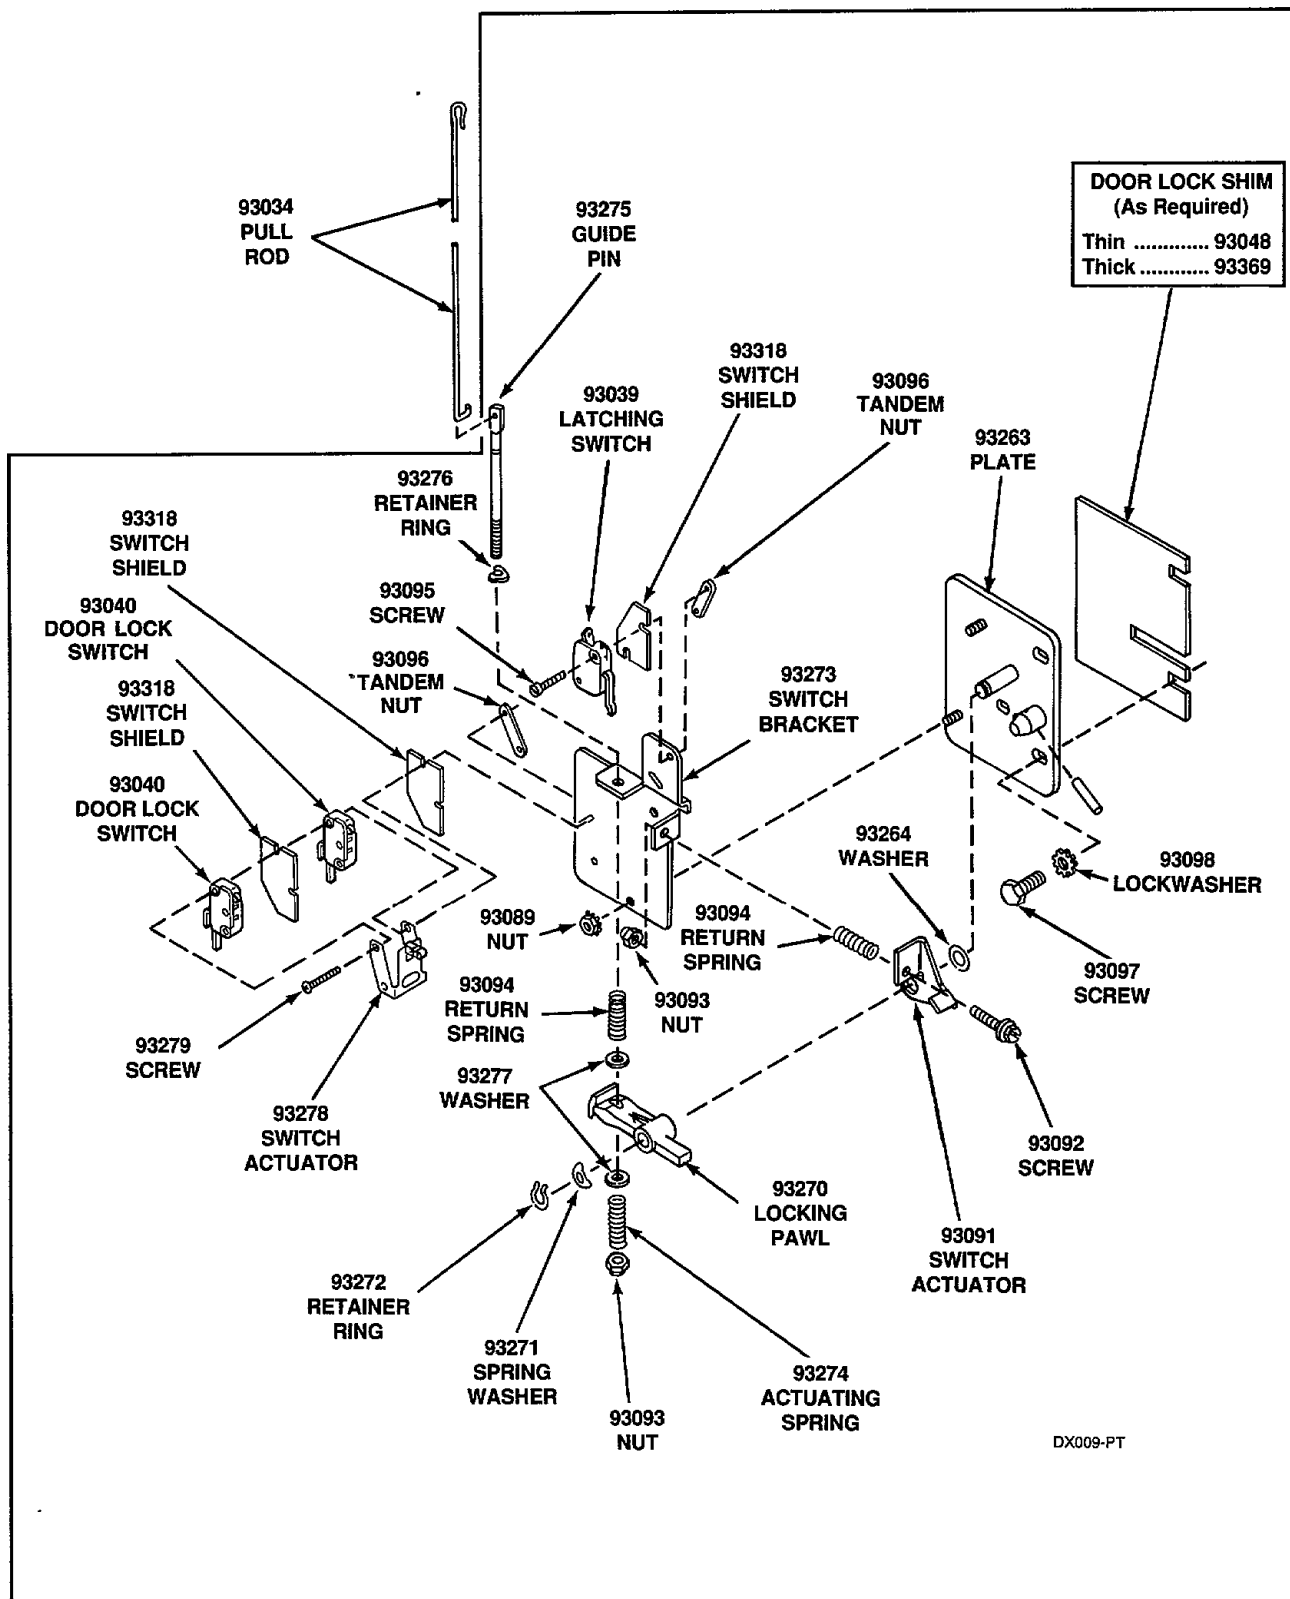 93034
PULL
ROD
93275
GUIDE
PIN
DOOR LOCK SHIM
(As Required)
Thin ............. 93048
Thick ............ 93369
93318
SWITCH
SHIELD
93096
TANDEM
NUT
93039
LATCHING
SWITCH
93263
PLATE
93276
RETAINER
RING
93318
SWITCH
SHIELD
93095
SCREW
93040
DOOR LOCK
SWITCH
93096
TANDEM
NUT
93273
SWITCH
BRACKET
93318
SWITCH
SHIELD
93040
DOOR LOCK
SWITCH
93264
WASHER
93098
LOCKWASHER
93089
NUT
93094
RETURN
SPRING
93097
SCREW
93094
RETURN
SPRING
93093
NUT
93279
SCREW
93277
WASHER
93278
SWITCH
ACTUATOR
93092
SCREW
93270
LOCKING
PAWL
93091
SWITCH
ACTUATOR
93272
RETAINER
RING
93271
SPRING
WASHER
93274
ACTUATING
SPRING
93093
NUT
DX009-PT